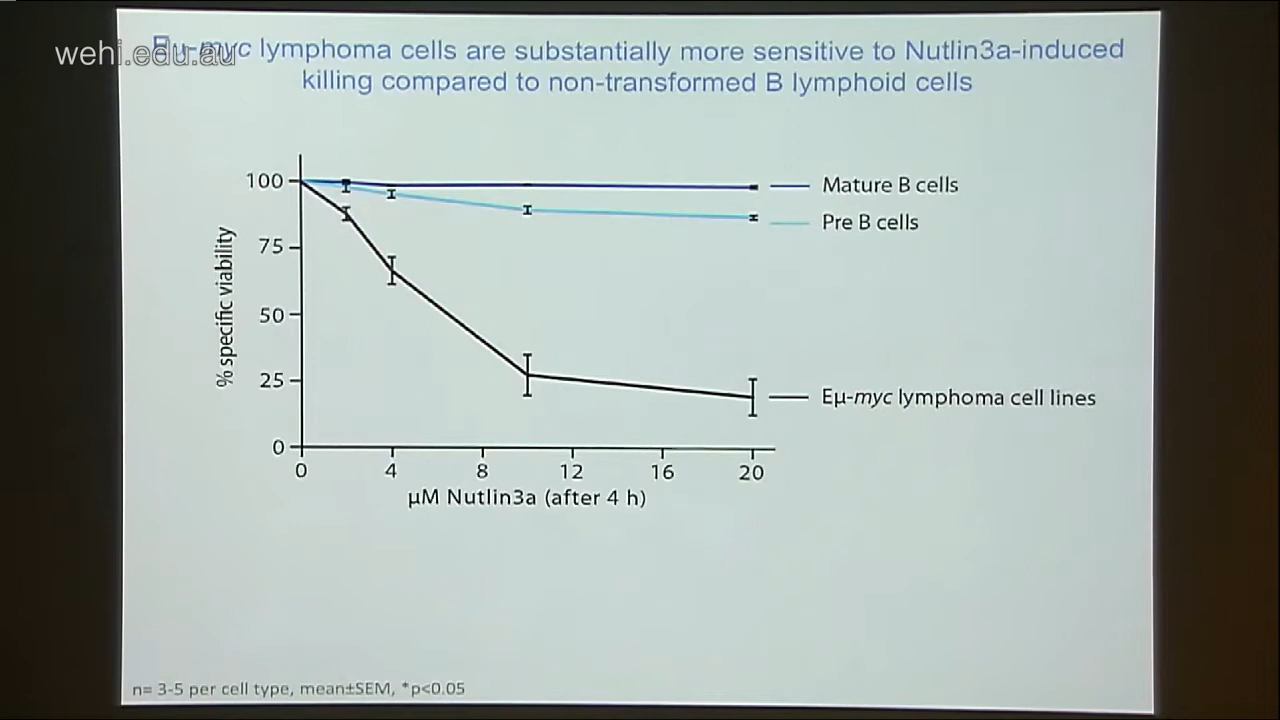 wehi.edu.au
Eμ-myc lymphoma cells are substantially more sensitive to Nutlin3a-induced
killing compared to non-transformed B lymphoid cells
100
75
50
25
0
% specific viability
0 4 8 12 16 20
μM Nutlin3a (after 4 h)
Mature B cells
Pre B cells
Eμ-myc lymphoma cell lines
n= 3-5 per cell type, mean±SEM, *p<0.05